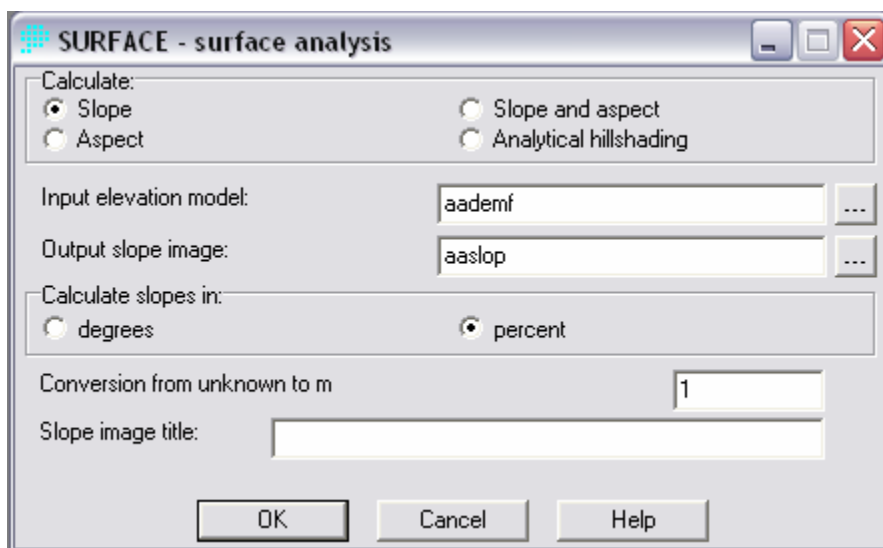 SURFACE - surface analysis
Calculate:
Slope
Slope and aspect
Aspect
Analytical hillshading
Input elevation model:
aademf
...
Output slope image:
aaslop
...
Calculate slopes in:
degrees
percent
Conversion from unknown to m
1
Slope image title:
OK
Cancel
Help